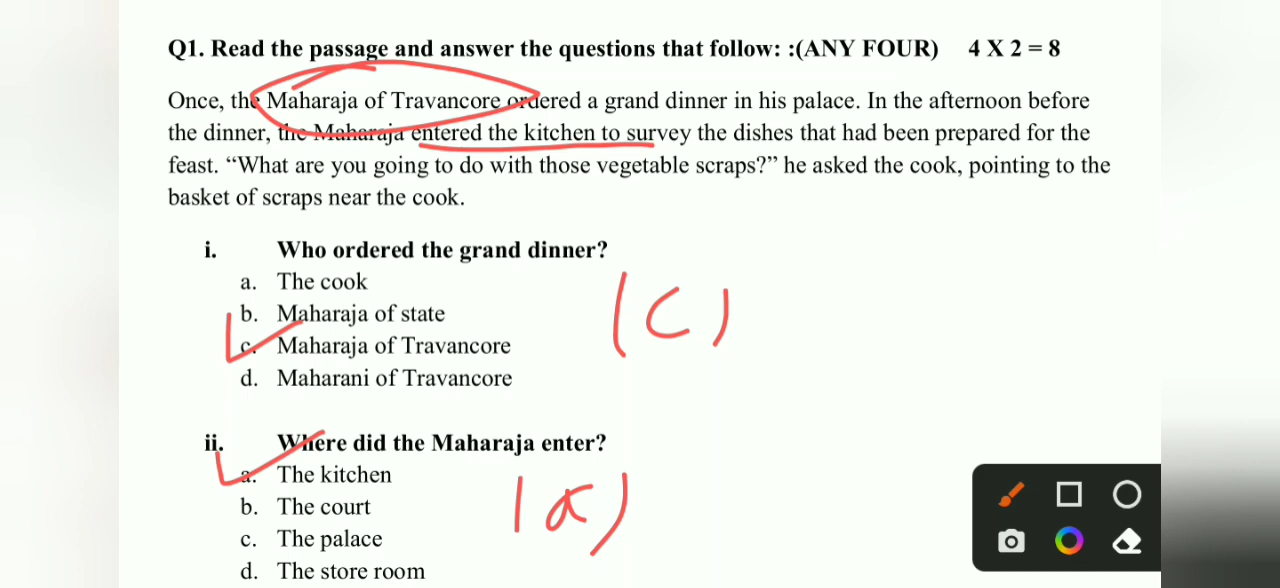 Q1. Read the passage and answer the questions that follow: :(ANY FOUR) 4 X 2 = 8
Once, the Maharaja of Travancore ordered a grand dinner in his palace. In the afternoon before
the dinner, the Maharaja entered the kitchen to survey the dishes that had been prepared for the
feast. “What are you going to do with those vegetable scraps?” he asked the cook, pointing to the
basket of scraps near the cook.
i. Who ordered the grand dinner?
a. The cook
b. Maharaja of state
c. Maharaja of Travancore
d. Maharani of Travancore
(c)
ii. Where did the Maharaja enter?
a. The kitchen
b. The court
c. The palace
d. The store room
(a)